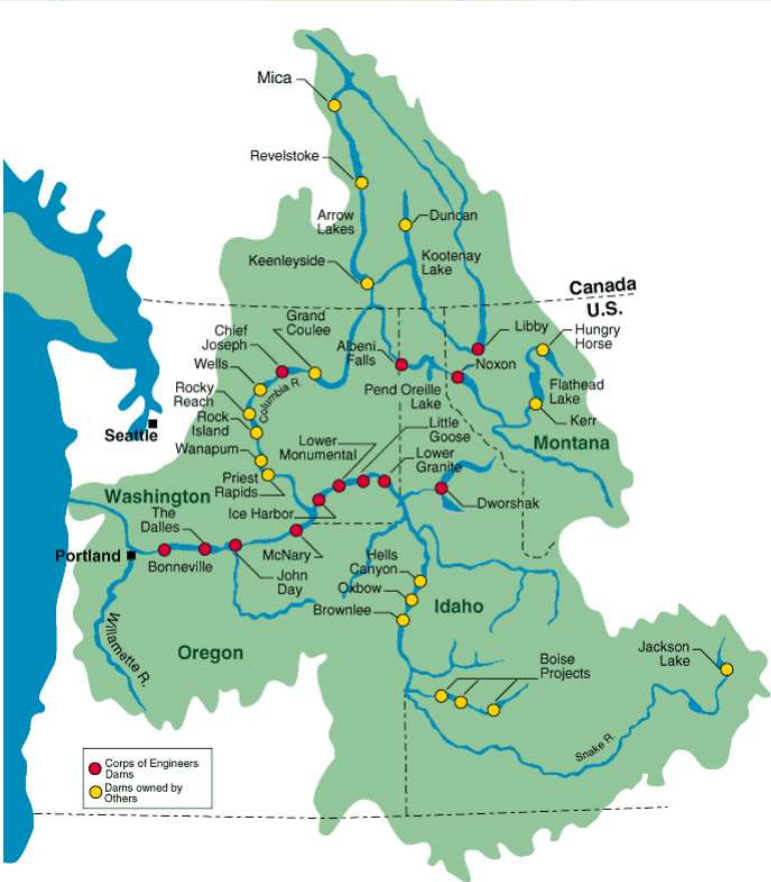 Mica
Revelstoke
Arrow
Lakes
Duncan
Keenleyside
Kootenay
Lake
Canada
U.S.
Grand
Coulee
Chief
Joseph
Albeni
Falls
Libby
Hungry
Horse
Wells
Noxon
Rocky
Reach
Columbia R.
Pend Oreille
Lake
Flathead
Lake
Rock
Island
Kerr
Seattle
Little
Goose
Wanapum
Lower
Monumental
Lower
Granite
Montana
Priest
Rapids
Washington
Ice Harbor
Dworshak
The
Dalles
Portland
Bonneville
McNary
John
Day
Hells
Canyon
Oxbow
Brownlee
Idaho
Willamette R.
Oregon
Boise
Projects
Jackson
Lake
Snake R.
Corps of Engineers
Dams
Dams owned by
Others